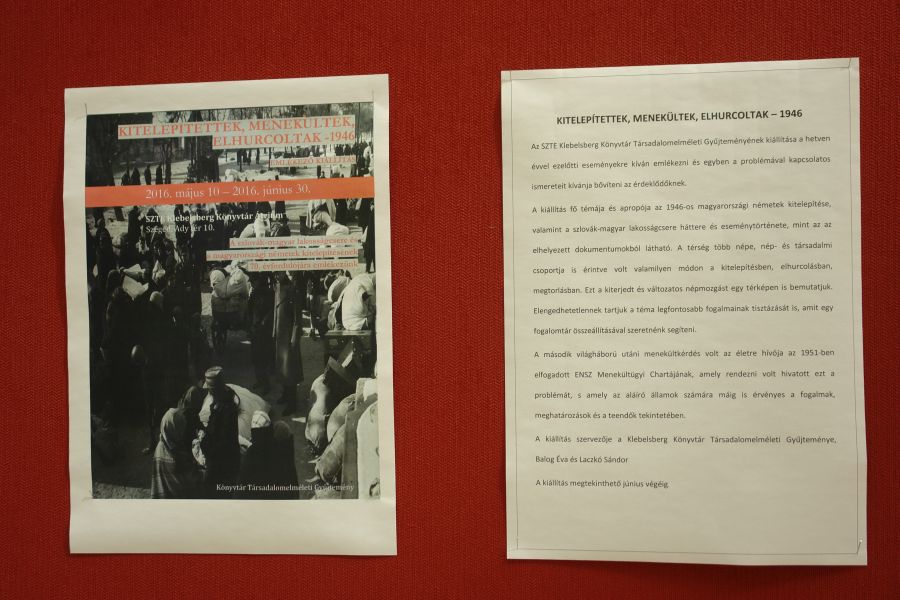 KITELEPÍTETTEK, MENEKÜLTEK,
ELHURCOLTAK -1946
EMLÉKEZŐ KIÁLLÍTÁS
2016. május 10 – 2016. június 30.
SZTE Klebelsberg Könyvtár Átrium
Szeged, Ady tér 10.
A szlovák-magyar lakosságcsere és
a magyarországi németek kitelepítésének
70. évfordulójára emlékezünk
Könyvtár Társadalomelméleti Gyűjtemény
KITELEPÍTETTEK, MENEKÜLTEK, ELHURCOLTAK – 1946
Az SZTE Klebelsberg Könyvtár Társadalomelméleti Gyűjteményének kiállítása a hetven
évvel ezelőtti eseményekre kíván emlékezni és egyben a problémával kapcsolatos
ismereteit kívánja bővíteni az érdeklődőknek.
A kiállítás fő témája és apropója az 1946-os magyarországi németek kitelepítése,
valamint a szlovák-magyar lakosságcsere háttere és eseménytörténete, mint az az
elhelyezett dokumentumokból látható. A térség több népe, nép- és társadalmi
csoportja is érintve volt valamilyen módon a kitelepítésben, elhurcolásban,
megtorlásban. Ezt a kiterjedt és változatos népmozgást egy térképen is bemutatjuk.
Elengedhetetlennek tartjuk a téma legfontosabb fogalmainak tisztázását is, amit egy
fogalomtár összeállításával szeretnénk segíteni.
A második világháború utáni menekültkérdés volt az életre hívója az 1951-ben
elfogadott ENSZ Menekültügyi Chartájának, amely rendezni volt hivatott ezt a
problémát, s amely az aláíró államok számára máig is érvényes a fogalmak,
meghatározások és a teendők tekintetében.
A kiállítás szervezője a Klebelsberg Könyvtár Társadalomelméleti Gyűjteménye,
Balog Éva és Laczkó Sándor
A kiállítás megtekinthető június végéig